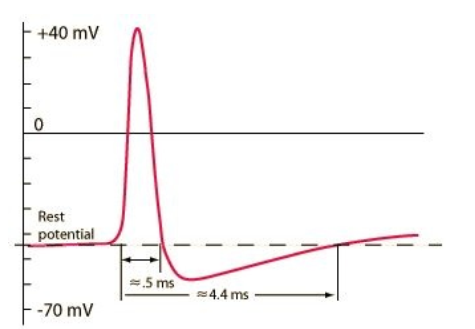 +40 mV
0
Rest
potential
≈.5 ms
≈4.4 ms
-70 mV